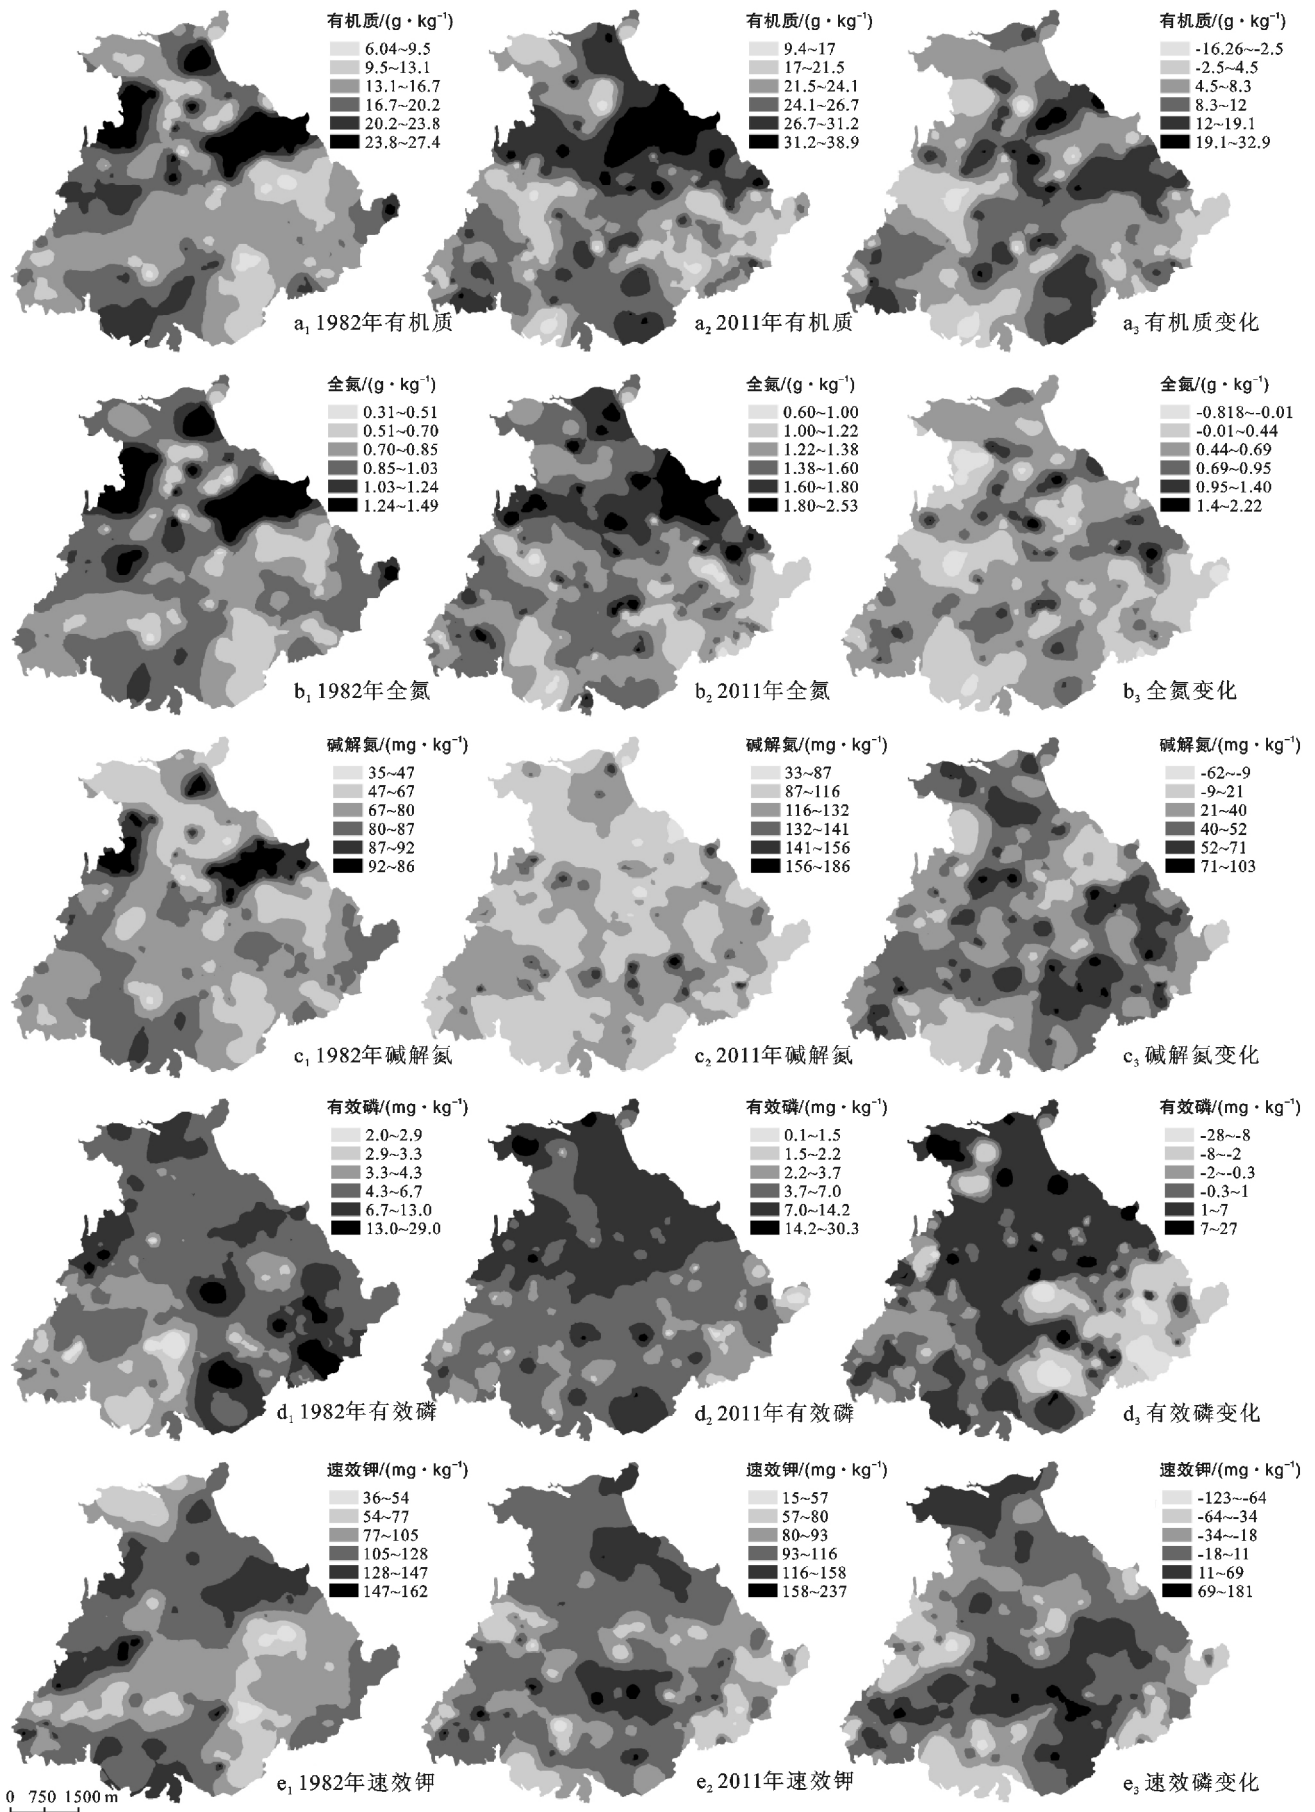 有机质/(g·kg⁻¹)
6.04~9.5
9.5~13.1
13.1~16.7
16.7~20.2
20.2~23.8
23.8~27.4
a₁ 1982年有机质
有机质/(g·kg⁻¹)
9.4~17
17~21.5
21.5~24.1
24.1~26.7
26.7~31.2
31.2~38.9
a₂ 2011年有机质
有机质/(g·kg⁻¹)
-16.26~-2.5
-2.5~4.5
4.5~8.3
8.3~12
12~19.1
19.1~32.9
a₃ 有机质变化
全氮/(g·kg⁻¹)
0.31~0.51
0.51~0.70
0.70~0.85
0.85~1.03
1.03~1.24
1.24~1.49
b₁ 1982年全氮
全氮/(g·kg⁻¹)
0.60~1.00
1.00~1.22
1.22~1.38
1.38~1.60
1.60~1.80
1.80~2.53
b₂ 2011年全氮
全氮/(g·kg⁻¹)
-0.818~-0.01
-0.01~0.44
0.44~0.69
0.69~0.95
0.95~1.40
1.4~2.22
b₃ 全氮变化
碱解氮/(mg·kg⁻¹)
35~47
47~67
67~80
80~87
87~92
92~86
c₁ 1982年碱解氮
碱解氮/(mg·kg⁻¹)
33~87
87~116
116~132
132~141
141~156
156~186
c₂ 2011年碱解氮
碱解氮/(mg·kg⁻¹)
-62~-9
-9~21
21~40
40~52
52~71
71~103
c₃ 碱解氮变化
有效磷/(mg·kg⁻¹)
2.0~2.9
2.9~3.3
3.3~4.3
4.3~6.7
6.7~13.0
13.0~29.0
d₁ 1982年有效磷
有效磷/(mg·kg⁻¹)
0.1~1.5
1.5~2.2
2.2~3.7
3.7~7.0
7.0~14.2
14.2~30.3
d₂ 2011年有效磷
有效磷/(mg·kg⁻¹)
-28~-8
-8~-2
-2~-0.3
-0.3~1
1~7
7~27
d₃ 有效磷变化
速效钾/(mg·kg⁻¹)
36~54
54~77
77~105
105~128
128~147
147~162
e₁ 1982年速效钾
速效钾/(mg·kg⁻¹)
15~57
57~80
80~93
93~116
116~158
158~237
e₂ 2011年速效钾
速效钾/(mg·kg⁻¹)
-123~-64
-64~-34
-34~-18
-18~11
11~69
69~181
e₃ 速效磷变化
0 750 1500 m